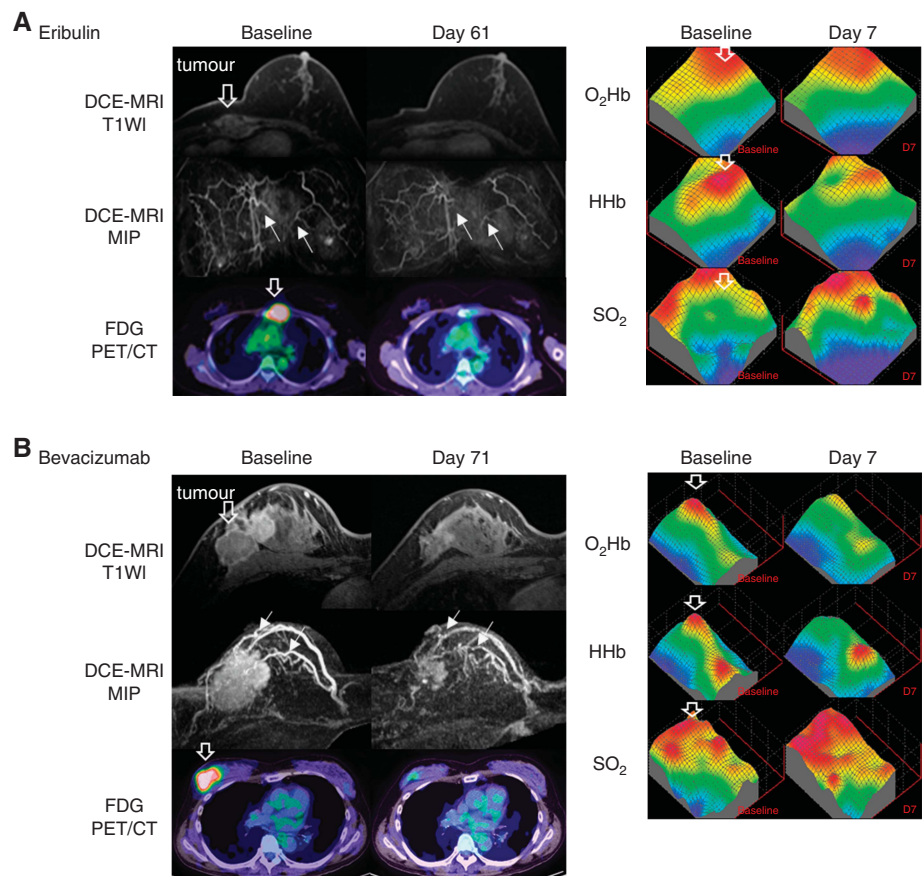 A Eribulin
Baseline Day 61
Baseline Day 7
tumour
DCE-MRI
T1WI
DCE-MRI
MIP
FDG
PET/CT
O₂Hb
Baseline D7
HHb
Baseline D7
SO₂
Baseline D7
B Bevacizumab
Baseline Day 71
Baseline Day 7
tumour
DCE-MRI
T1WI
DCE-MRI
MIP
FDG
PET/CT
O₂Hb
Baseline D7
HHb
Baseline D7
SO₂
Baseline D7